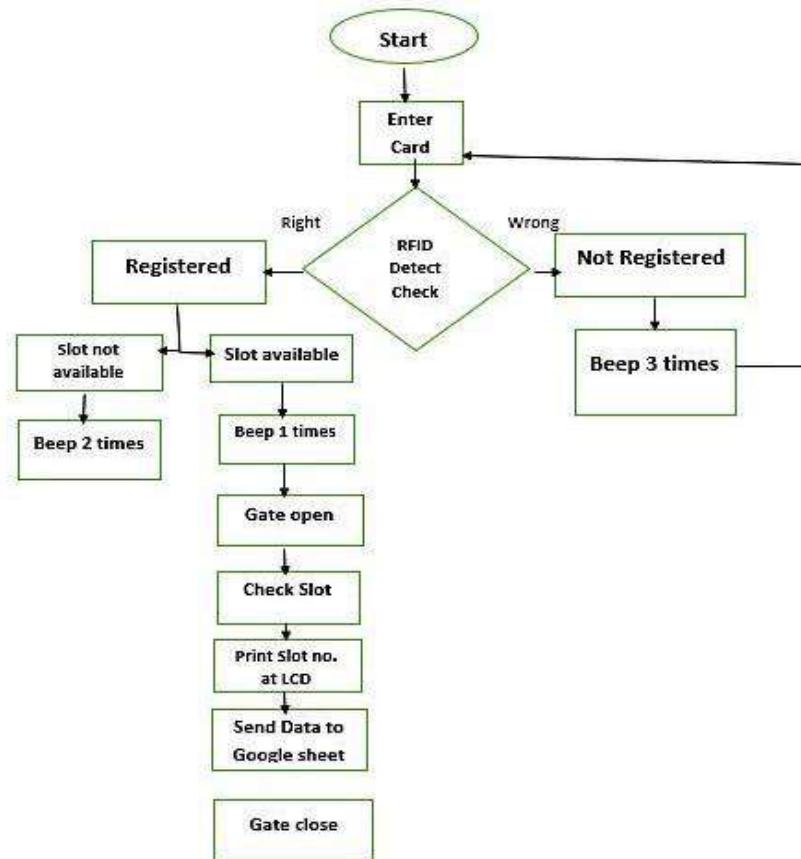 Start
Enter
Card
Right
Wrong
RFID
Detect
Check
Registered
Not Registered
Slot not
available
Slot available
Beep 3 times
Beep 2 times
Beep 1 times
Gate open
Check Slot
Print Slot no.
at LCD
Send Data to
Google sheet
Gate close